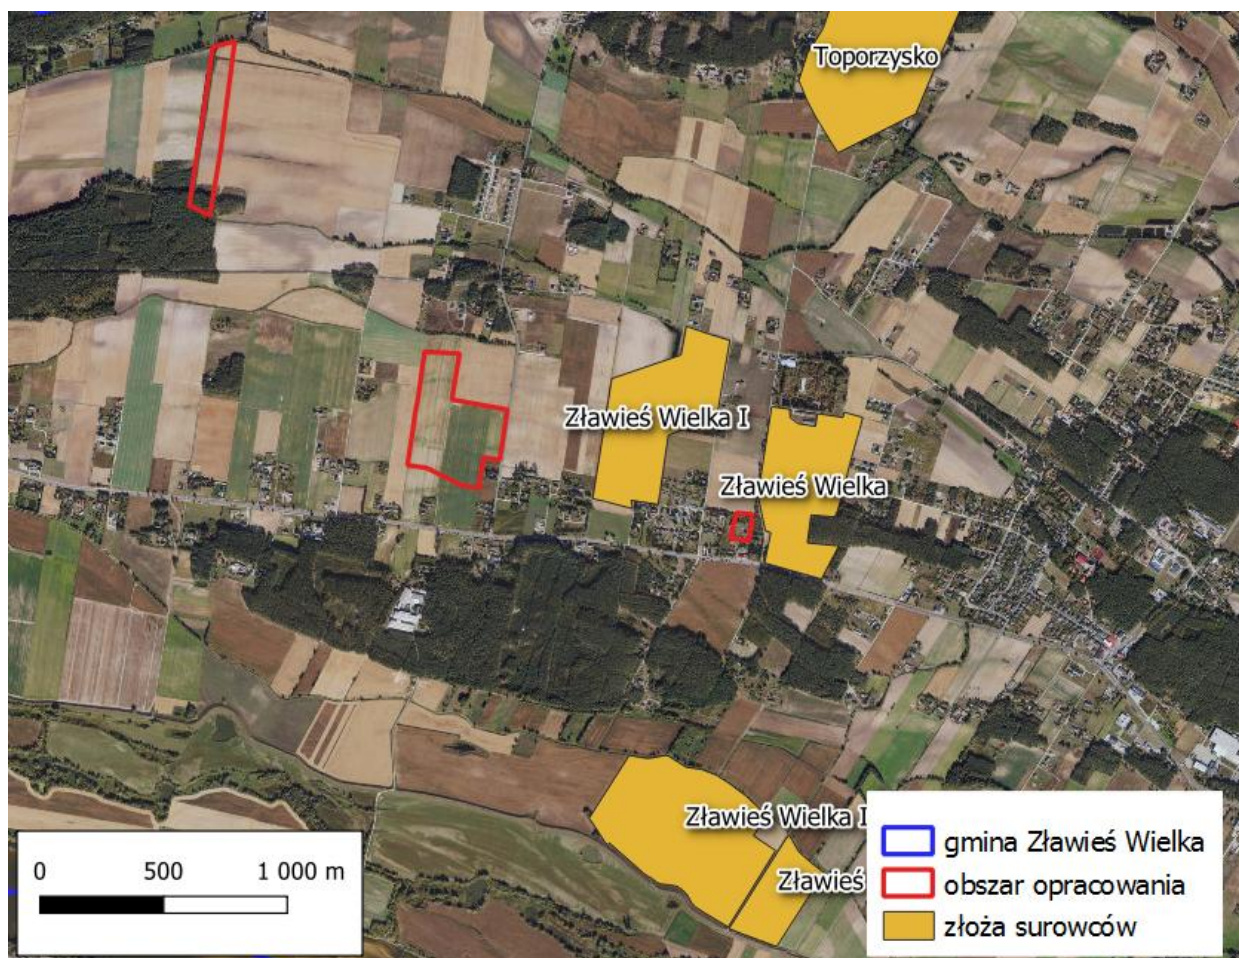 Toporzysko
Zławieś Wielka I
Zławieś Wielka
Zławieś Wielka I
Zławieś
0 500 1 000 m
gmina Zławieś Wielka
obszar opracowania
złoża surowców